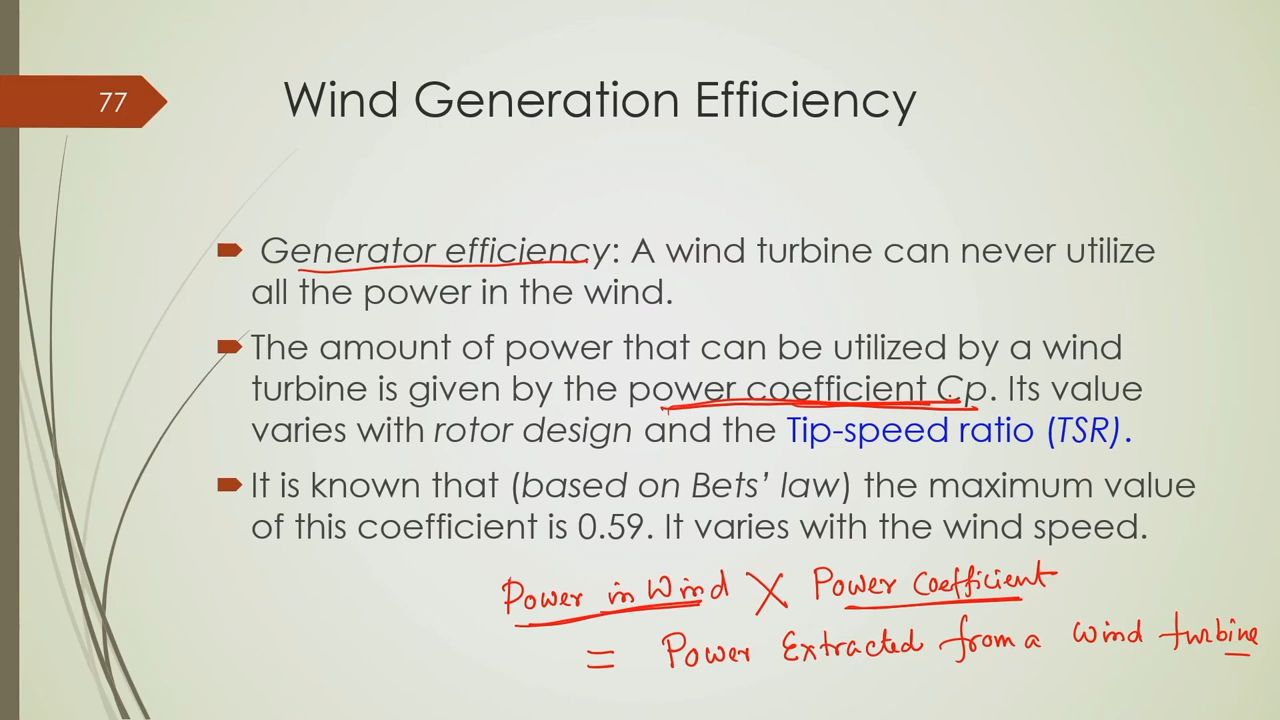 77
Wind Generation Efficiency
Generator efficiency: A wind turbine can never utilize
all the power in the wind.
The amount of power that can be utilized by a wind
turbine is given by the power coefficient Cp. Its value
varies with rotor design and the Tip-speed ratio (TSR).
It is known that (based on Bets’ law) the maximum value
of this coefficient is 0.59. It varies with the wind speed.
Power in Wind X Power Coefficient
= Power Extracted from a wind turbine